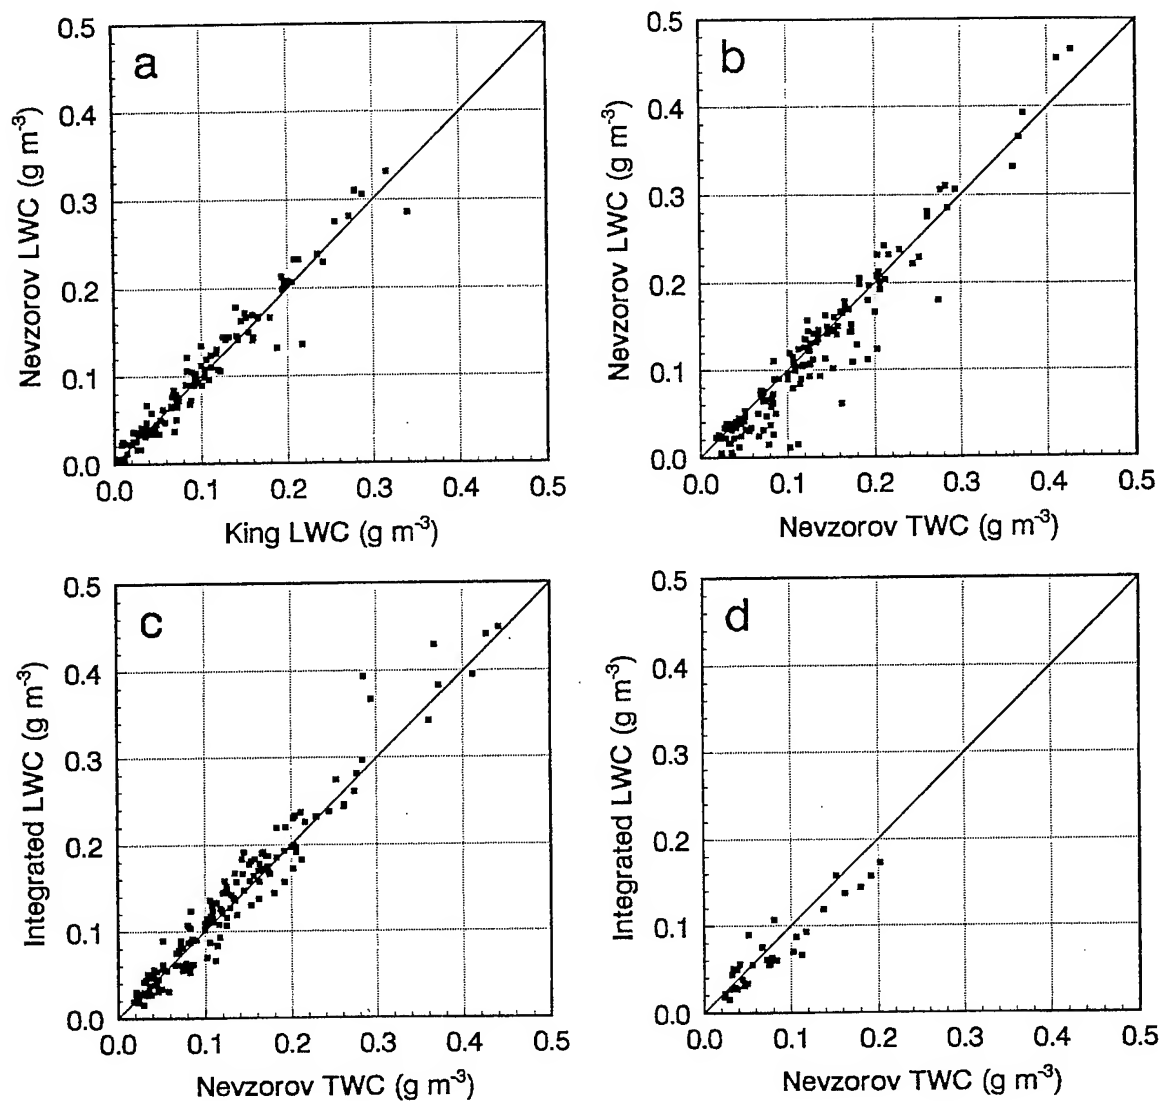 a
0.5
0.4
0.3
0.2
0.1
0.0
Nevzorov LWC (g m-3)
0.0 0.1 0.2 0.3 0.4 0.5
King LWC (g m-3)
b
0.5
0.4
0.3
0.2
0.1
0.0
Nevzorov LWC (g m-3)
0.0 0.1 0.2 0.3 0.4 0.5
Nevzorov TWC (g m-3)
c
0.5
0.4
0.3
0.2
0.1
0.0
Integrated LWC (g m-3)
0.0 0.1 0.2 0.3 0.4 0.5
Nevzorov TWC (g m-3)
d
0.5
0.4
0.3
0.2
0.1
0.0
Integrated LWC (g m-3)
0.0 0.1 0.2 0.3 0.4 0.5
Nevzorov TWC (g m-3)